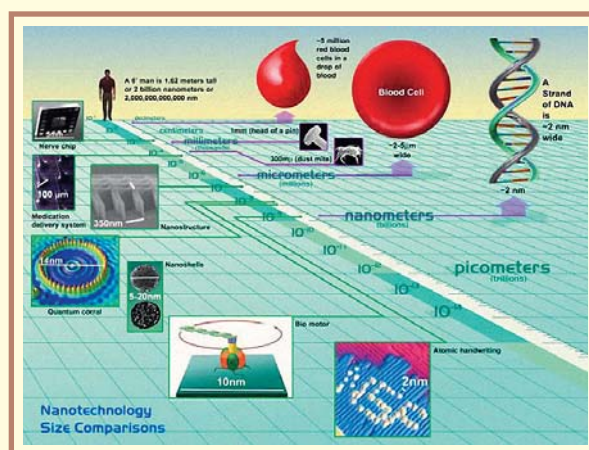 A 6' man is 1.62 meters tall
or 2 billion nanometers or
2,000,000,000,000 nm
~5 million
red blood
cells in a
drop of
blood
Blood Cell
A
Strand
of DNA
is
~2 nm
wide
decimeters
centimeters
millimeters
(thousands)
1mm (head of a pin)
300m (dust mite)
~2-5μm
wide
~2 nm
Nerve chip
100 μm
Medication
delivery system
350nm
Nanostructure
micrometers
(millions)
nanometers
(billions)
picometers
(trillions)
14nm
Quantum corral
Nanoshells
5-20nm
Bio motor
10nm
Atomic handwriting
2nm
Nanotechnology
Size Comparisons